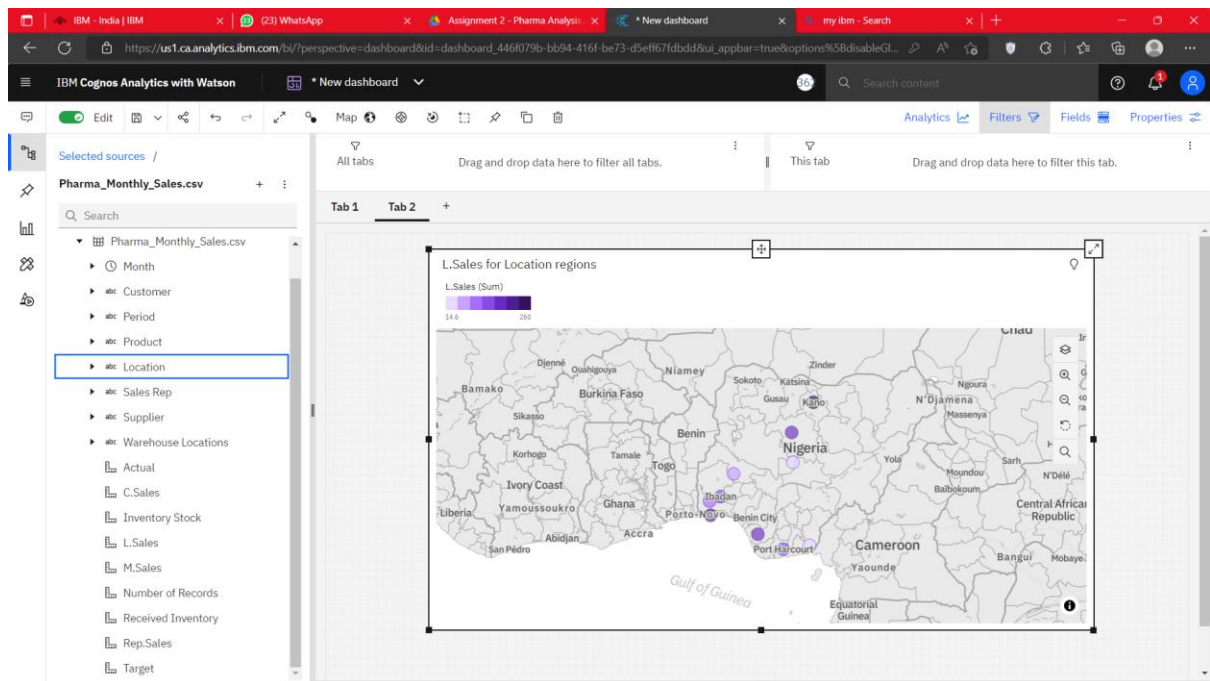 IBM - India | IBM
(23) WhatsApp
Assignment 2 - Pharma Analysis
* New dashboard
my ibm - Search
https://us1.ca.analytics.ibm.com/bi/?perspective=dashboard&id=dashboard_446f079b-bb94-416f-be73-d5eff67fdbdd&ui_appbar=true&options%5BdisableGl...
IBM Cognos Analytics with Watson
* New dashboard
Search content
Edit
Map
Analytics
Filters
Fields
Properties
Selected sources /
Pharma_Monthly_Sales.csv
Search
Pharma_Monthly_Sales.csv
Month
abc Customer
abc Period
abc Product
abc Location
abc Sales Rep
abc Supplier
abc Warehouse Locations
Actual
C.Sales
Inventory Stock
L.Sales
M.Sales
Number of Records
Received Inventory
Rep.Sales
Target
All tabs
Drag and drop data here to filter all tabs.
This tab
Drag and drop data here to filter this tab.
Tab 1
Tab 2
L.Sales for Location regions
L.Sales (Sum)
14.6
260
Chad
Djenné
Ouahigouya
Niamey
Zinder
Sokoto
Katsina
Ngoura
Bamako
Burkina Faso
Gusau
Kano
N'Djamena
Massenya
Sikasso
Benin
Nigeria
Korhogo
Tamale
Togo
Yola
Sarh
Moundou
N'Délé
Ivory Coast
Ibadan
Baïbokoum
Liberia
Yamoussoukro
Ghana
Porto-Novo
Benin City
Central African
Republic
Abidjan
Accra
San Pédro
Port Harcourt
Cameroon
Yaounde
Bangui
Mobaye
Gulf of Guinea
Equatorial
Guinea